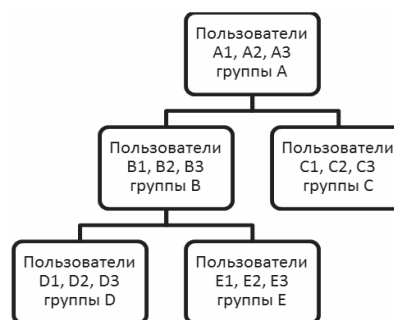 Пользователи
A1, A2, A3
группы A
Пользователи
B1, B2, B3
группы B
Пользователи
C1, C2, C3
группы C
Пользователи
D1, D2, D3
группы D
Пользователи
E1, E2, E3
группы E